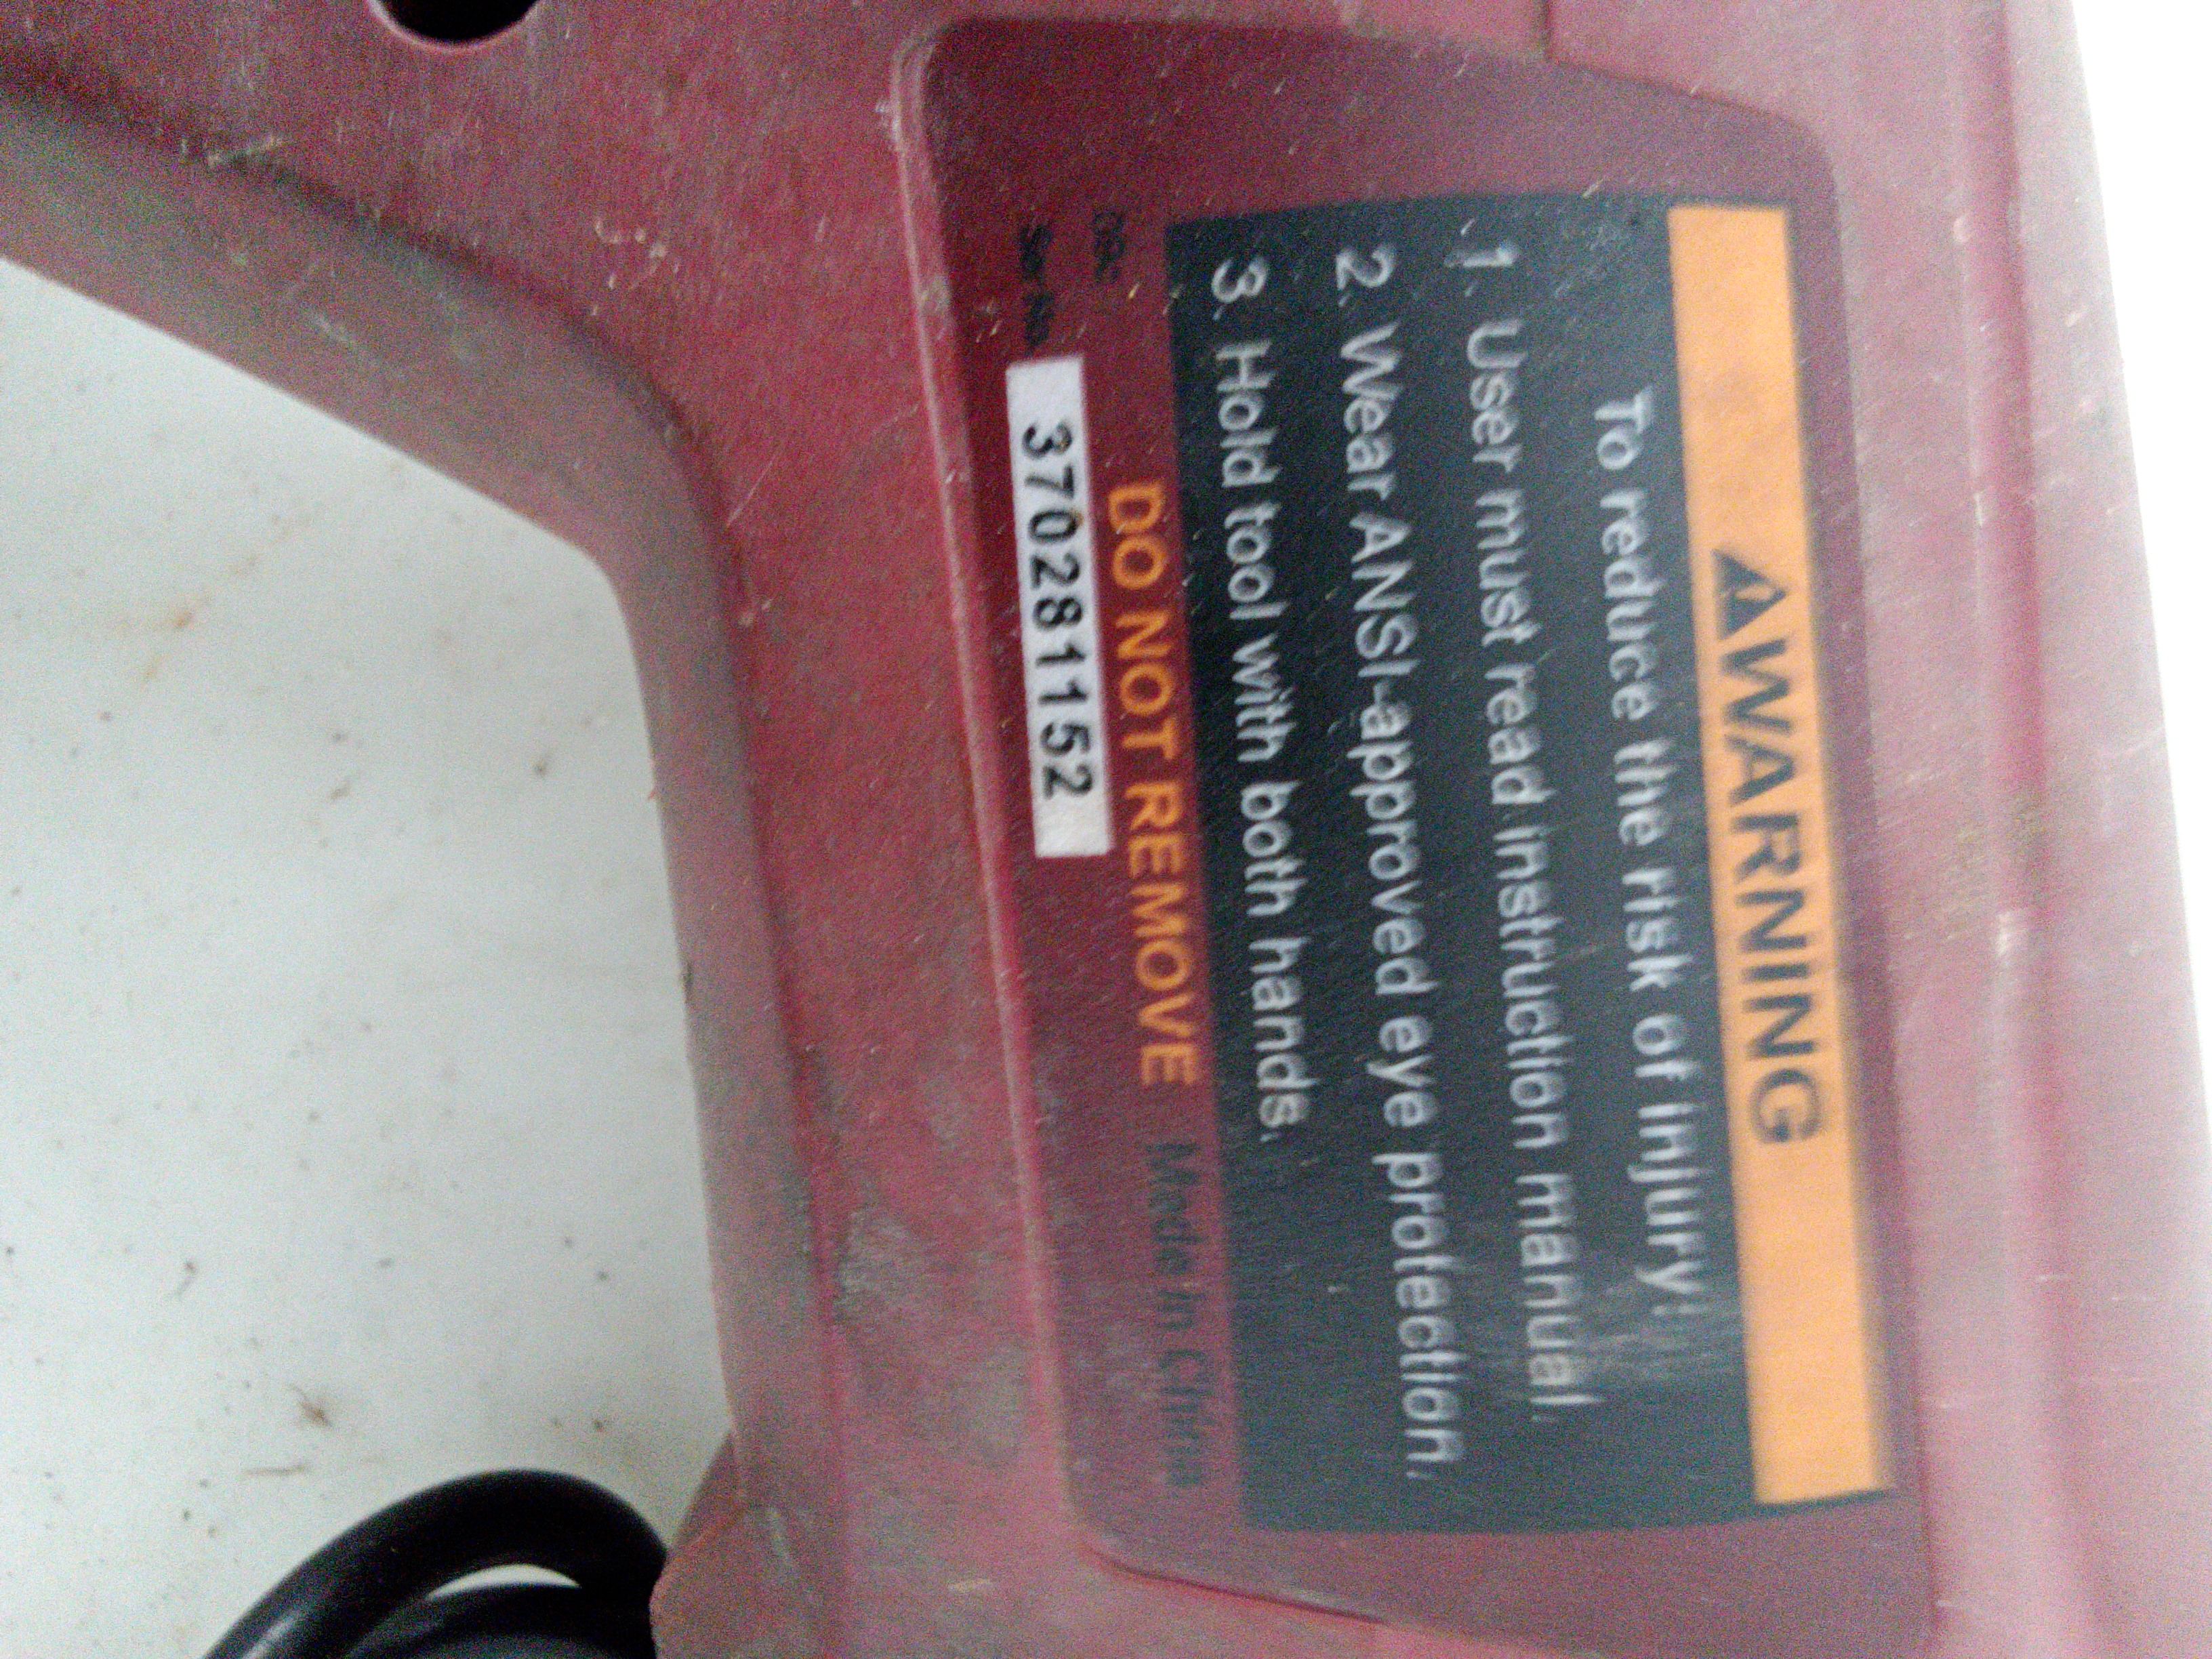 ⚠WARNING
To reduce the risk of injury:
1. User must read instruction manual.
2. Wear ANSI-approved eye protection.
3. Hold tool with both hands.
DO NOT REMOVE Made in China
370281152